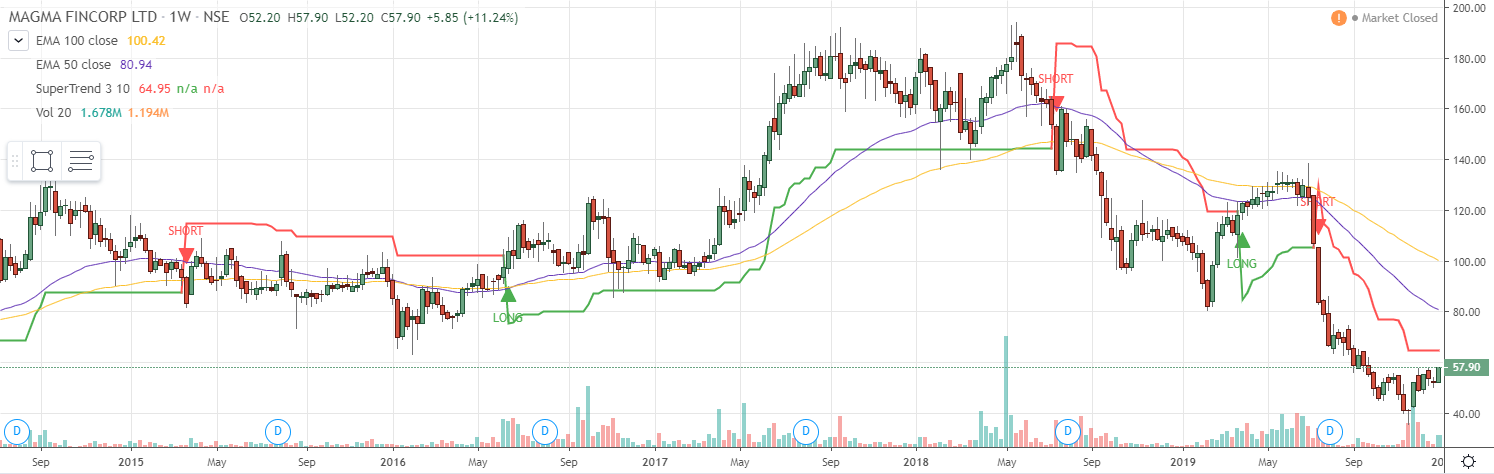 MAGMA FINCORP LTD · 1W · NSE O52.20 H57.90 L52.20 C57.90 +5.85 (+11.24%)
! Market Closed
EMA 100 close 100.42
EMA 50 close 80.94
SuperTrend 3 10 64.95 n/a n/a
Vol 20 1.678M 1.194M
200.00
180.00
160.00
140.00
120.00
100.00
80.00
57.90
40.00
SHORT
LONG
SHORT
LONG
SHORT
D D D D D D
Sep 2015 May Sep 2016 May Sep 2017 May Sep 2018 May Sep 2019 May Sep 20